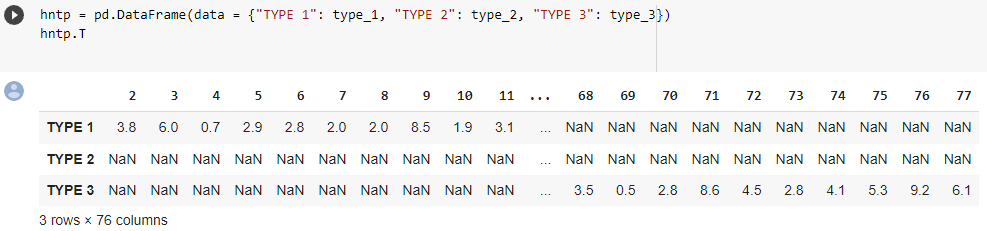 hntp = pd.DataFrame(data = {"TYPE 1": type_1, "TYPE 2": type_2, "TYPE 3": type_3})
hntp.T
2 3 4 5 6 7 8 9 10 11 ... 68 69 70 71 72 73 74 75 76 77
TYPE 1 3.8 6.0 0.7 2.9 2.8 2.0 2.0 8.5 1.9 3.1 ... NaN NaN NaN NaN NaN NaN NaN NaN NaN NaN
TYPE 2 NaN NaN NaN NaN NaN NaN NaN NaN NaN NaN ... NaN NaN NaN NaN NaN NaN NaN NaN NaN NaN
TYPE 3 NaN NaN NaN NaN NaN NaN NaN NaN NaN NaN ... 3.5 0.5 2.8 8.6 4.5 2.8 4.1 5.3 9.2 6.1
3 rows × 76 columns